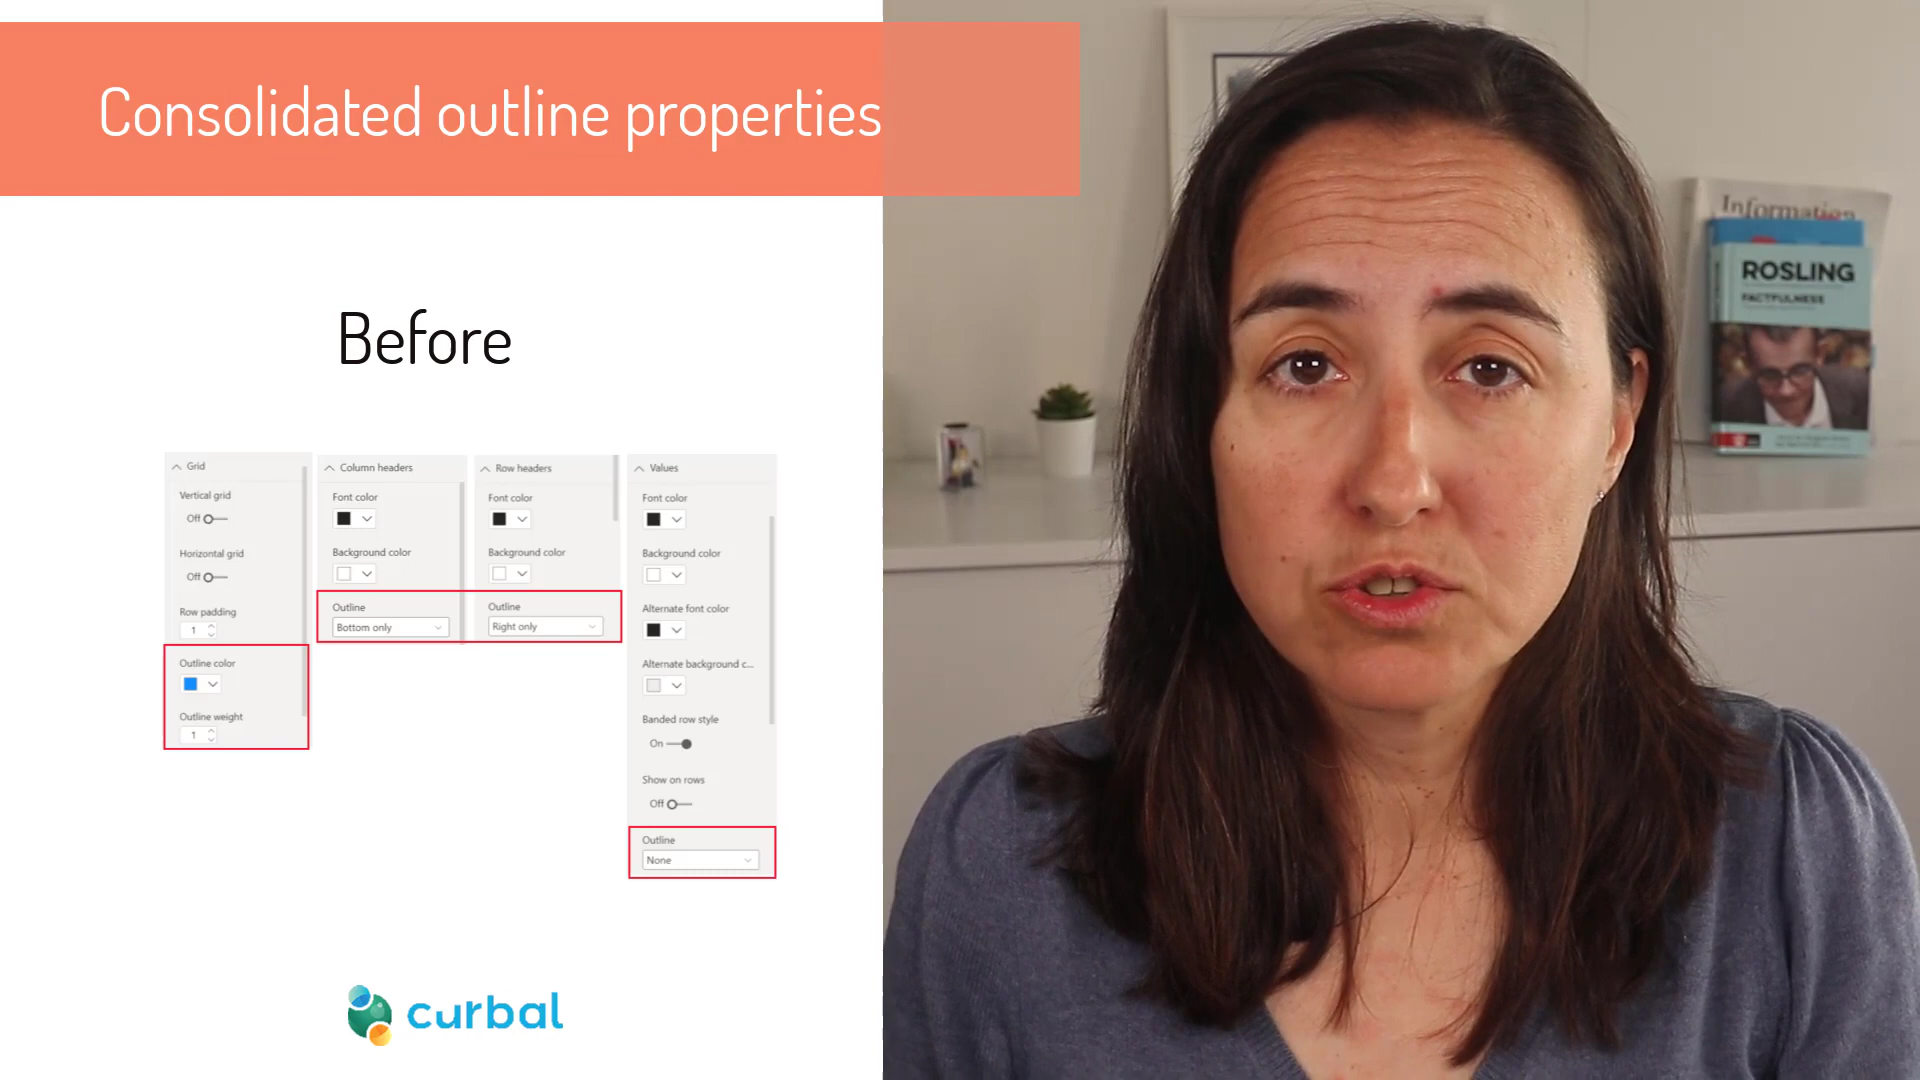 Consolidated outline properties
Before
Grid
Vertical grid
Off
Horizontal grid
Off
Row padding
1
Outline color
Outline weight
1
Column headers
Font color
Background color
Outline
Bottom only
Row headers
Font color
Background color
Outline
Right only
Values
Font color
Background color
Alternate font color
Alternate background c...
Banded row style
On
Show on rows
Off
Outline
None
curbal
Information
ROSLING
FACTFULNESS